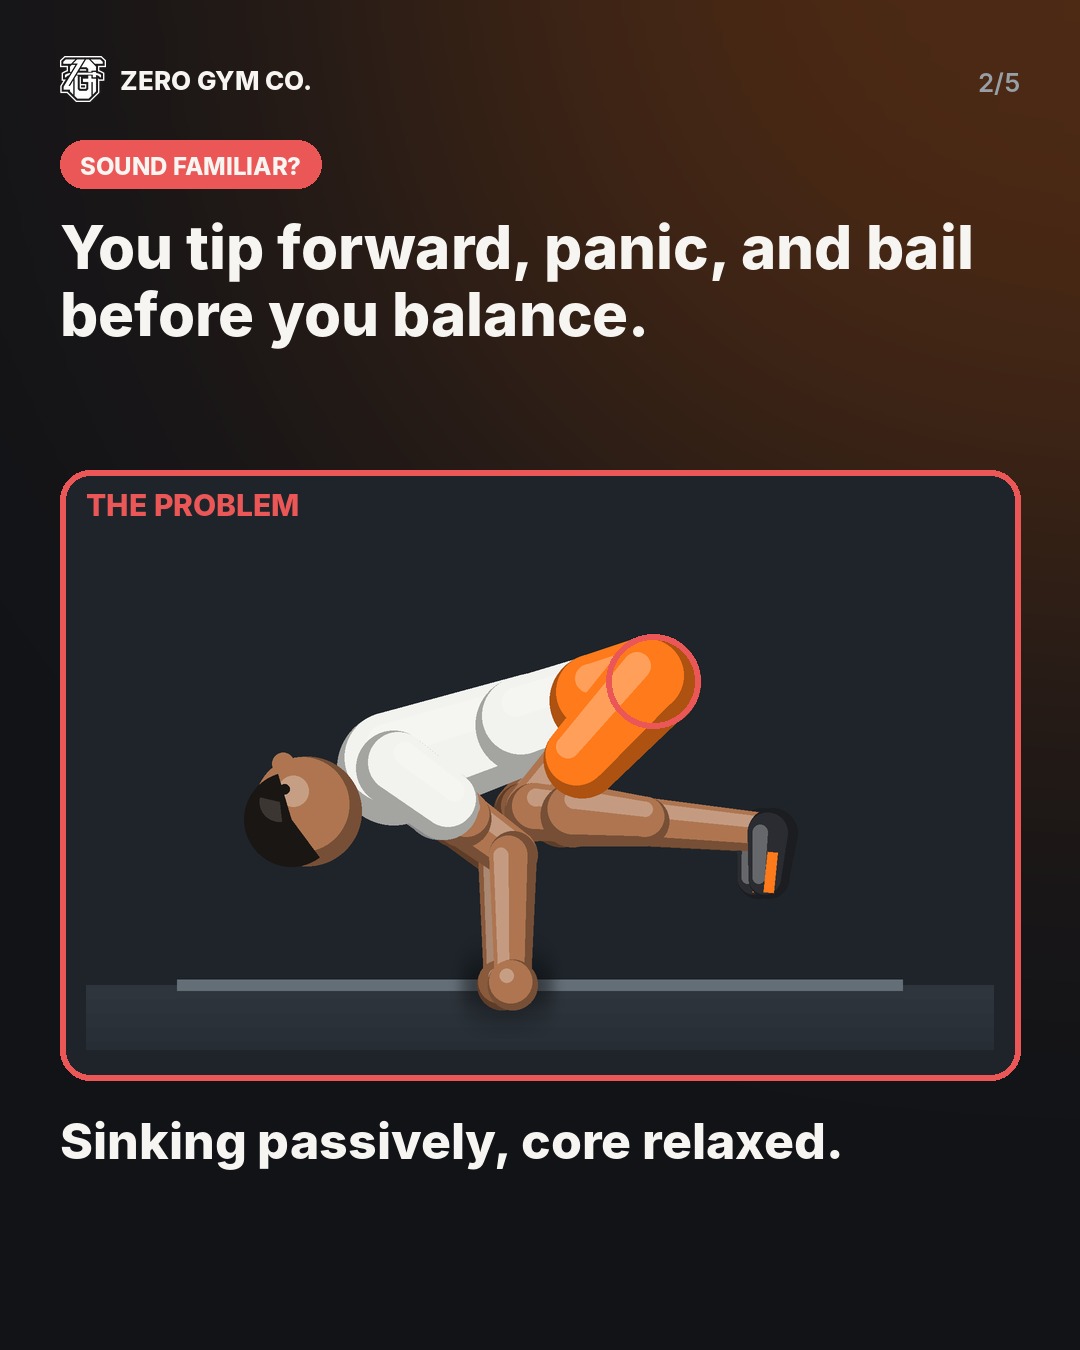 ZERO GYM CO.
2/5
SOUND FAMILIAR?
You tip forward, panic, and bail
before you balance.
THE PROBLEM
Sinking passively, core relaxed.